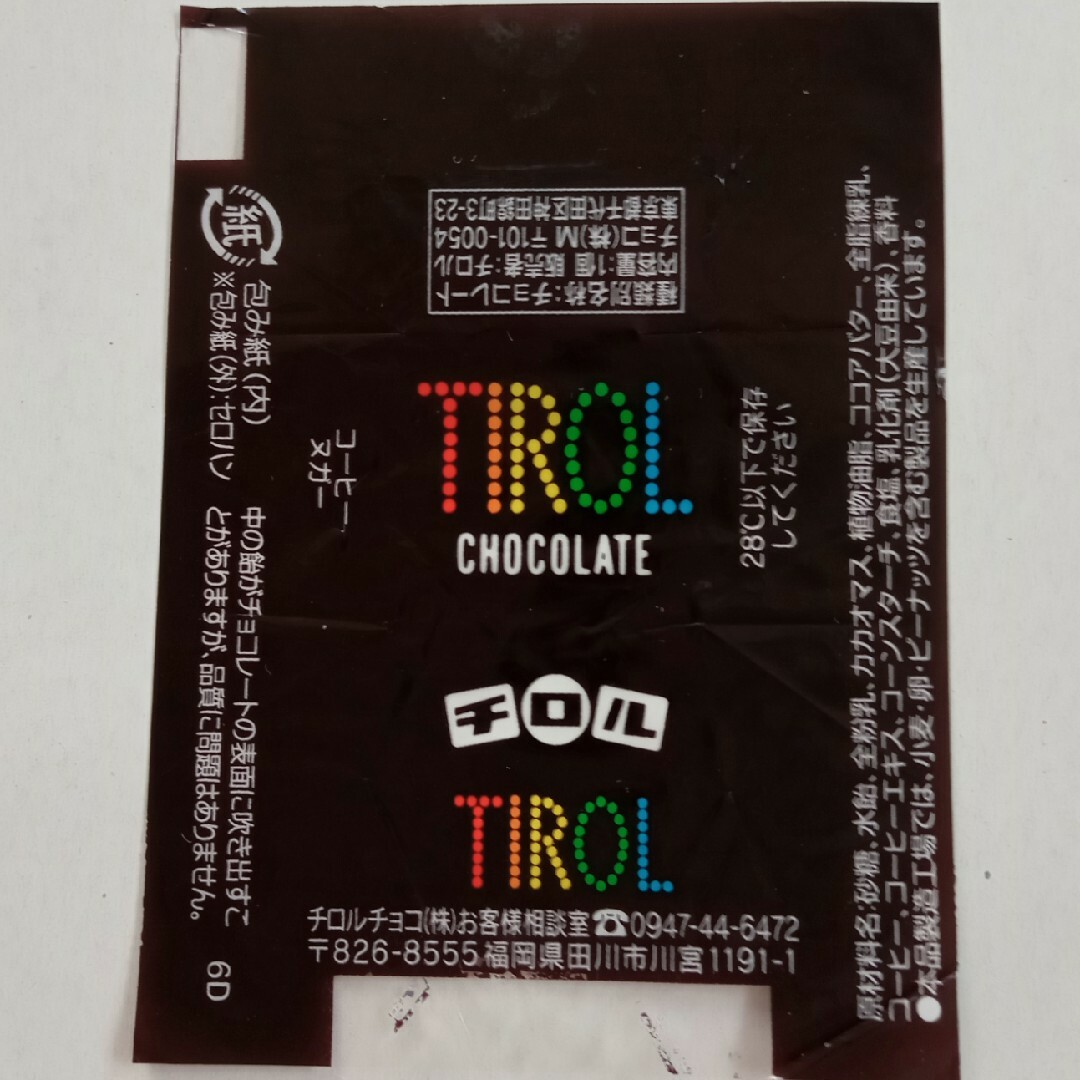 種類別名称:チョコレート
内容量:1個 販売者:チロル
チョコ(株)M 〒101-0054
東京都千代田区神田錦町3-23
TIROL
CHOCOLATE
コーヒー
ヌガー
28℃以下で保存
してください
チロル
TIROL
チロルチョコ(株)お客様相談室☎0947-44-6472
〒826-8555 福岡県田川市川宮1191-1
紙
包み紙(内)
※包み紙(外):セロハン
中の飴がチョコレートの表面に吹き出すこ
とがありますが、品質に問題はありません。
6D
原材料名:砂糖、水飴、全粉乳、カカオマス、植物油脂、ココアバター、全脂練乳、
コーヒー、コーヒーエキス、コーンスターチ、食塩、乳化剤(大豆由来)、香料
●本品製造工場では、小麦・卵・ピーナッツを含む製品を生産しています。